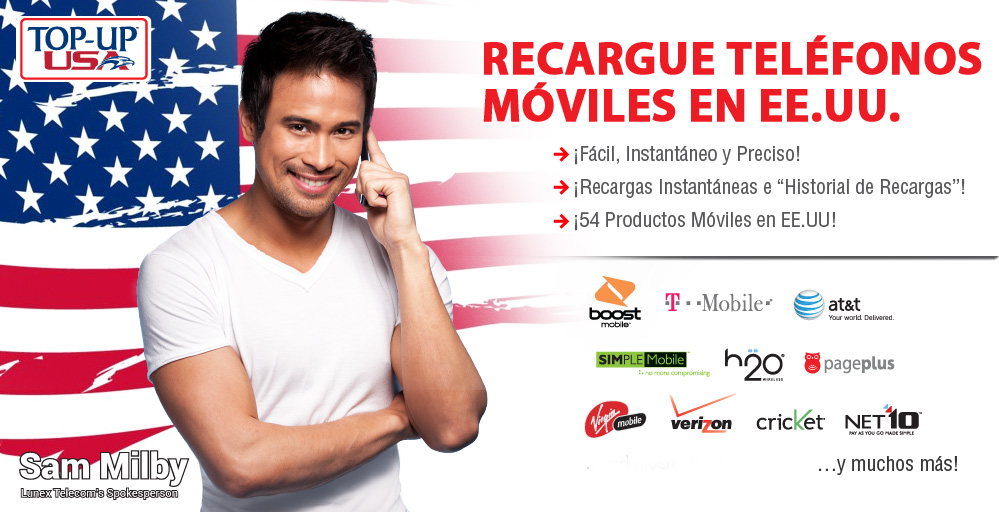 TOP-UP
USA
RECARGUE TELÉFONOS
MÓVILES EN EE.UU.
¡Fácil, Instantáneo y Preciso!
¡Recargas Instantáneas e “Historial de Recargas”!
¡54 Productos Móviles en EE.UU!
boost
mobile
T Mobile
at&t
Your world. Delivered.
SIMPLE Mobile
no more compromising
h2o
WIRELESS
pageplus
Virgin
mobile
verizon
cricket
NET10
PAY AS YOU GO MADE SIMPLE
...y muchos más!
Sam Milby
Lunex Telecom's Spokesperson